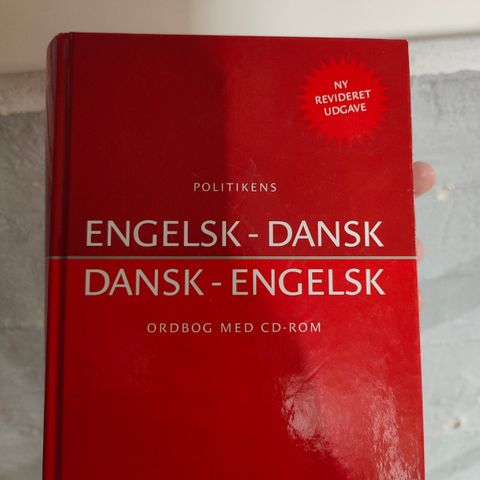 NY
REVIDERET
UDGAVE
POLITIKENS
ENGELSK - DANSK
DANSK - ENGELSK
ORDBOG MED CD-ROM